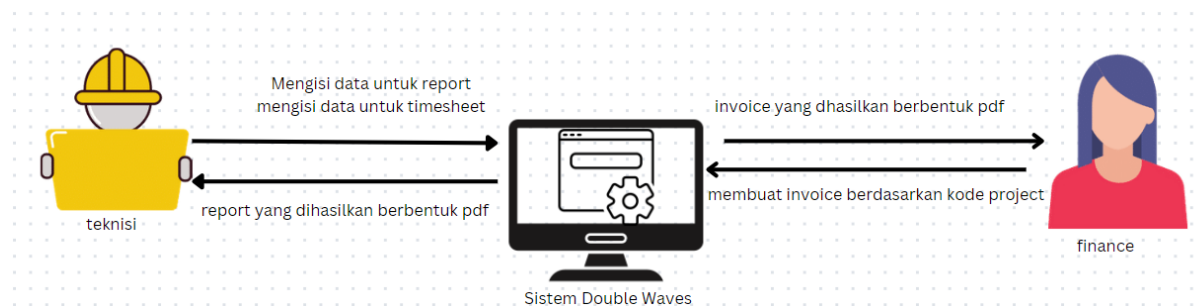 Mengisi data untuk report
mengisi data untuk timesheet
invoice yang dhasilkan berbentuk pdf
report yang dihasilkan berbentuk pdf
membuat invoice berdasarkan kode project
teknisi
finance
Sistem Double Waves